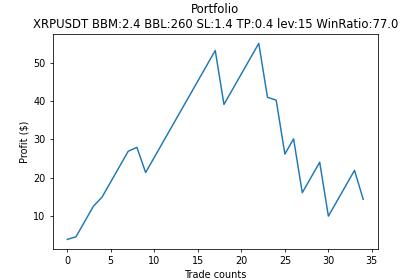 Portfolio
XRPUSDT BBM:2.4 BBL:260 SL:1.4 TP:0.4 lev:15 WinRatio:77.0
50
40
30
20
10
Profit ($)
0 5 10 15 20 25 30 35
Trade counts